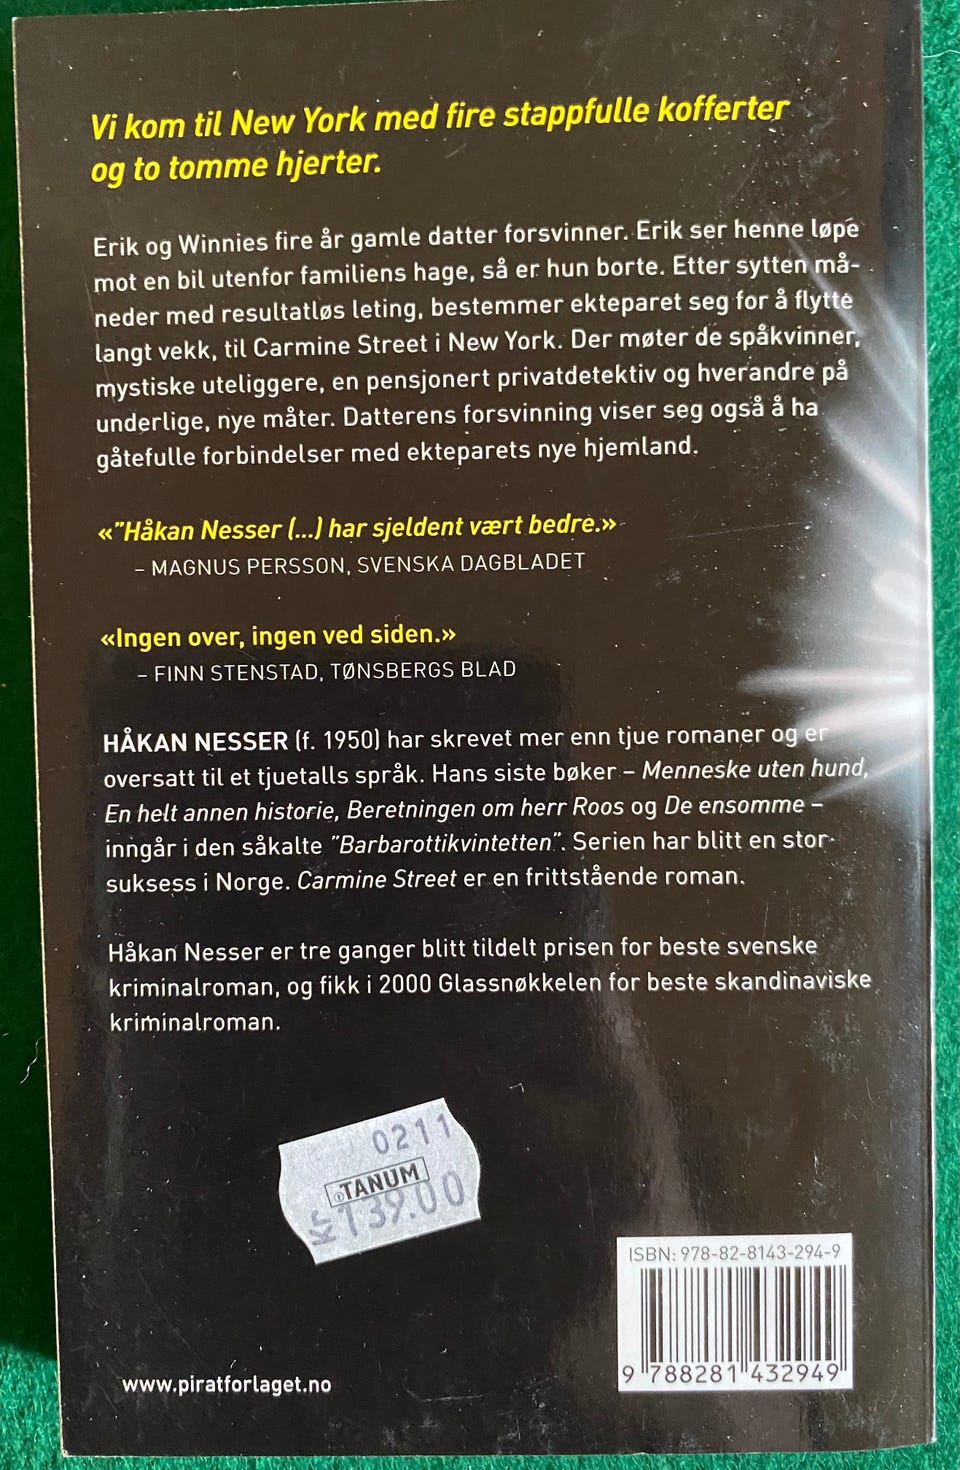 Vi kom til New York med fire stappfulle kofferter
og to tomme hjerter.
Erik og Winnies fire år gamle datter forsvinner. Erik ser henne løpe
mot en bil utenfor familiens hage, så er hun borte. Etter sytten må-
neder med resultatløs leting, bestemmer ekteparet seg for å flytte
langt vekk, til Carmine Street i New York. Der møter de spåkvinner,
mystiske uteliggere, en pensjonert privatdetektiv og hverandre på
underlige, nye måter. Datterens forsvinning viser seg også å ha
gåtefulle forbindelser med ekteparets nye hjemland.
«"Håkan Nesser (...) har sjeldent vært bedre.»
– MAGNUS PERSSON, SVENSKA DAGBLADET
«Ingen over, ingen ved siden.»
– FINN STENSTAD, TØNSBERGS BLAD
HÅKAN NESSER (f. 1950) har skrevet mer enn tjue romaner og er
oversatt til et tjuetalls språk. Hans siste bøker – Menneske uten hund,
En helt annen historie, Beretningen om herr Roos og De ensomme –
inngår i den såkalte "Barbarottikvintetten". Serien har blitt en stor
suksess i Norge. Carmine Street er en frittstående roman.
Håkan Nesser er tre ganger blitt tildelt prisen for beste svenske
kriminalroman, og fikk i 2000 Glassnøkkelen for beste skandinaviske
kriminalroman.
0211
TANUM
Kr 139.00
ISBN: 978-82-8143-294-9
9 788281 432949
www.piratforlaget.no